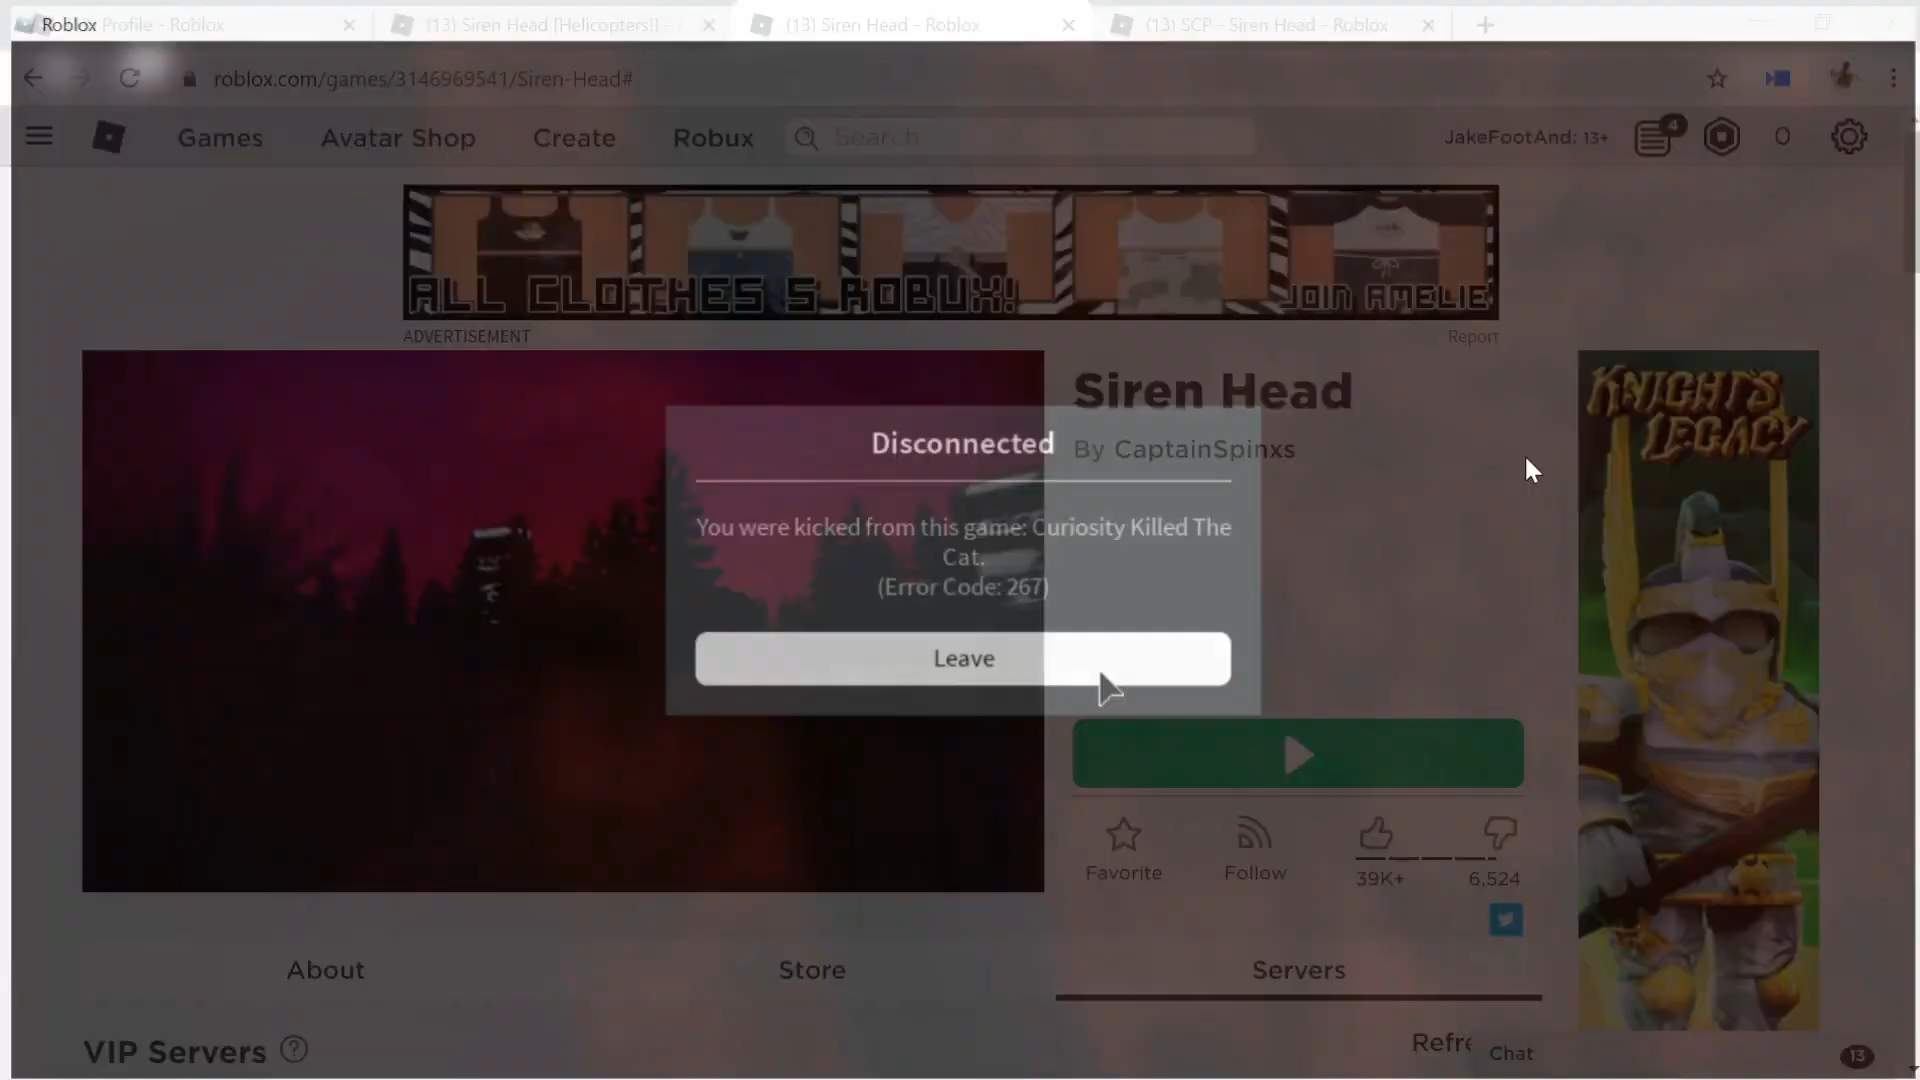 Roblox
Profile - Roblox
(13) Siren Head [Helicopters!] -
(13) Siren Head - Roblox
(13) SCP - Siren Head - Roblox
roblox.com/games/3146969541/Siren-Head#
Games
Avatar Shop
Create
Robux
Search
JakeFootAnd: 13+
4
0
ALL CLOTHES 5 ROBUX!
JOIN AMELIE
ADVERTISEMENT
Report
Siren Head
By CaptainSpinxs
KNIGHT'S
LEGACY
Disconnected
You were kicked from this game: Curiosity Killed The
Cat.
(Error Code: 267)
Leave
Favorite
Follow
39K+
6,524
About
Store
Servers
VIP Servers
?
Refre
Chat
13